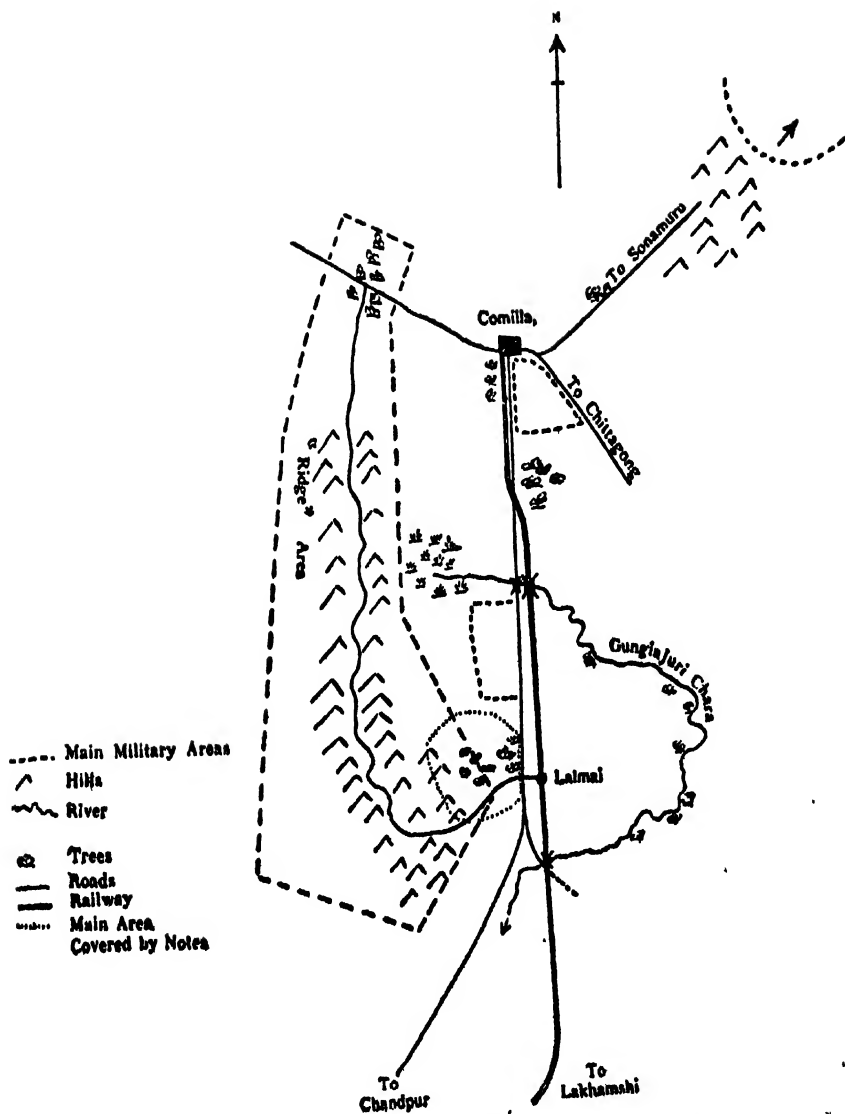 N
To Sonamuro
Comilla,
To Chittagong
Ridge
Area
Gungiajuri Chara
Main Military Areas
Hills
River
Lalmai
Trees
Roads
Railway
Main Area
Covered by Notes
To
Chandpur
To
Lakhamshi